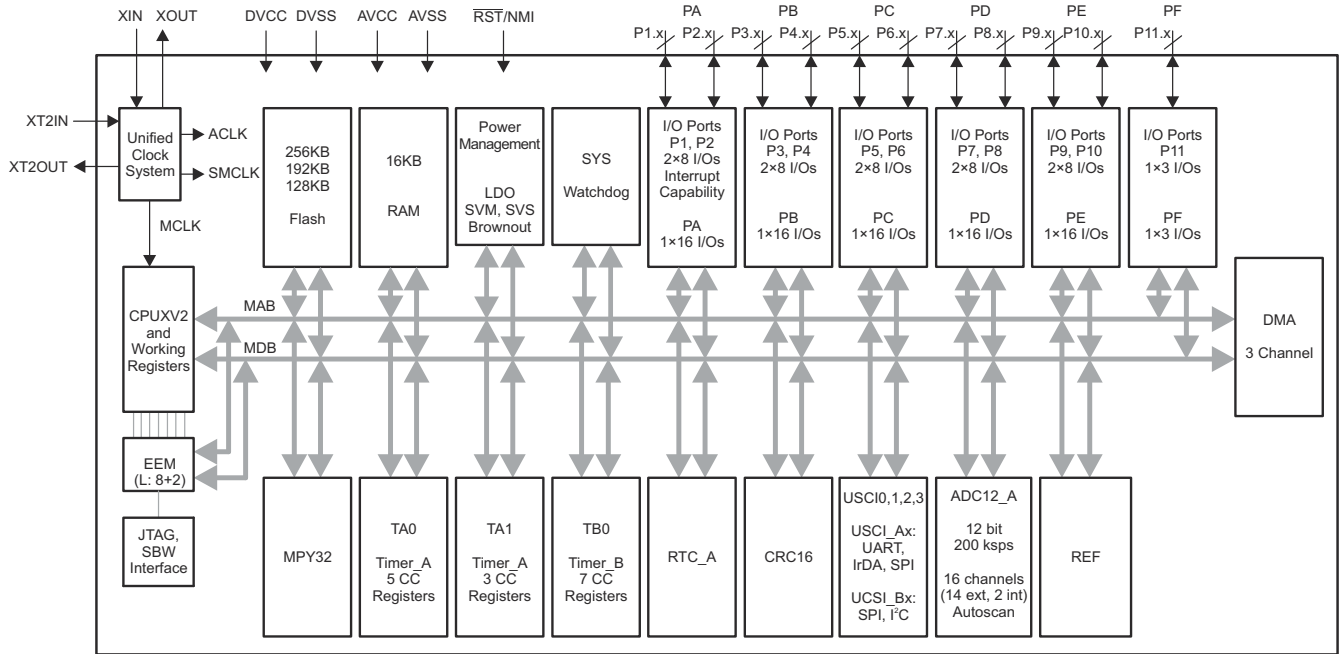 XIN XOUT DVCC DVSS AVCC AVSS RST/NMI PA PB PC PD PE PF
P1.x P2.x P3.x P4.x P5.x P6.x P7.x P8.x P9.x P10.x P11.x
XT2IN
XT2OUT
Unified
Clock
System
ACLK
SMCLK
MCLK
256KB
192KB
128KB
Flash
16KB
RAM
Power
Management
LDO
SVM, SVS
Brownout
SYS
Watchdog
I/O Ports
P1, P2
2×8 I/Os
Interrupt
Capability
PA
1×16 I/Os
I/O Ports
P3, P4
2×8 I/Os
PB
1×16 I/Os
I/O Ports
P5, P6
2×8 I/Os
PC
1×16 I/Os
I/O Ports
P7, P8
2×8 I/Os
PD
1×16 I/Os
I/O Ports
P9, P10
2×8 I/Os
PE
1×16 I/Os
I/O Ports
P11
1×3 I/Os
PF
1×3 I/Os
CPUXV2
and
Working
Registers
MAB
MDB
DMA
3 Channel
EEM
(L: 8+2)
JTAG,
SBW
Interface
MPY32
TA0
Timer_A
5 CC
Registers
TA1
Timer_A
3 CC
Registers
TB0
Timer_B
7 CC
Registers
RTC_A
CRC16
USCI0,1,2,3
USCI_Ax:
UART,
IrDA, SPI
UCSI_Bx:
SPI, I²C
ADC12_A
12 bit
200 ksps
16 channels
(14 ext, 2 int)
Autoscan
REF